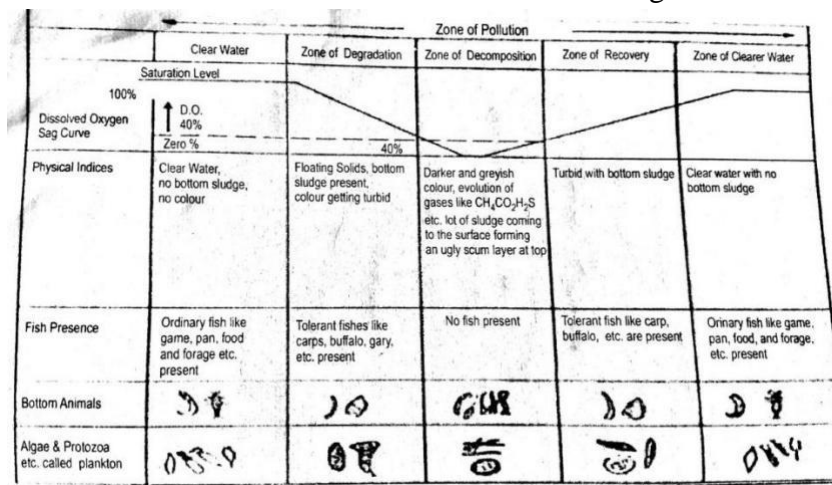 Zone of Pollution
Clear Water
Zone of Degradation
Zone of Decomposition
Zone of Recovery
Zone of Clearer Water
Saturation Level
100%
Dissolved Oxygen
Sag Curve
D.O.
40%
Zero %
40%
Physical Indices
Clear Water,
no bottom sludge,
no colour
Floating Solids, bottom
sludge present,
colour getting turbid
Darker and greyish
colour, evolution of
gases like CH₄CO₂H₂S
etc. lot of sludge coming
to the surface forming
an ugly scum layer at top
Turbid with bottom sludge
Clear water with no
bottom sludge
Fish Presence
Ordinary fish like
game, pan, food
and forage etc.
present
Tolerant fishes like
carps, buffalo, gary,
etc. present
No fish present
Tolerant fish like carp,
buffalo, etc. are present
Orinary fish like game,
pan, food, and forage,
etc. present
Bottom Animals
Algae & Protozoa
etc. called plankton